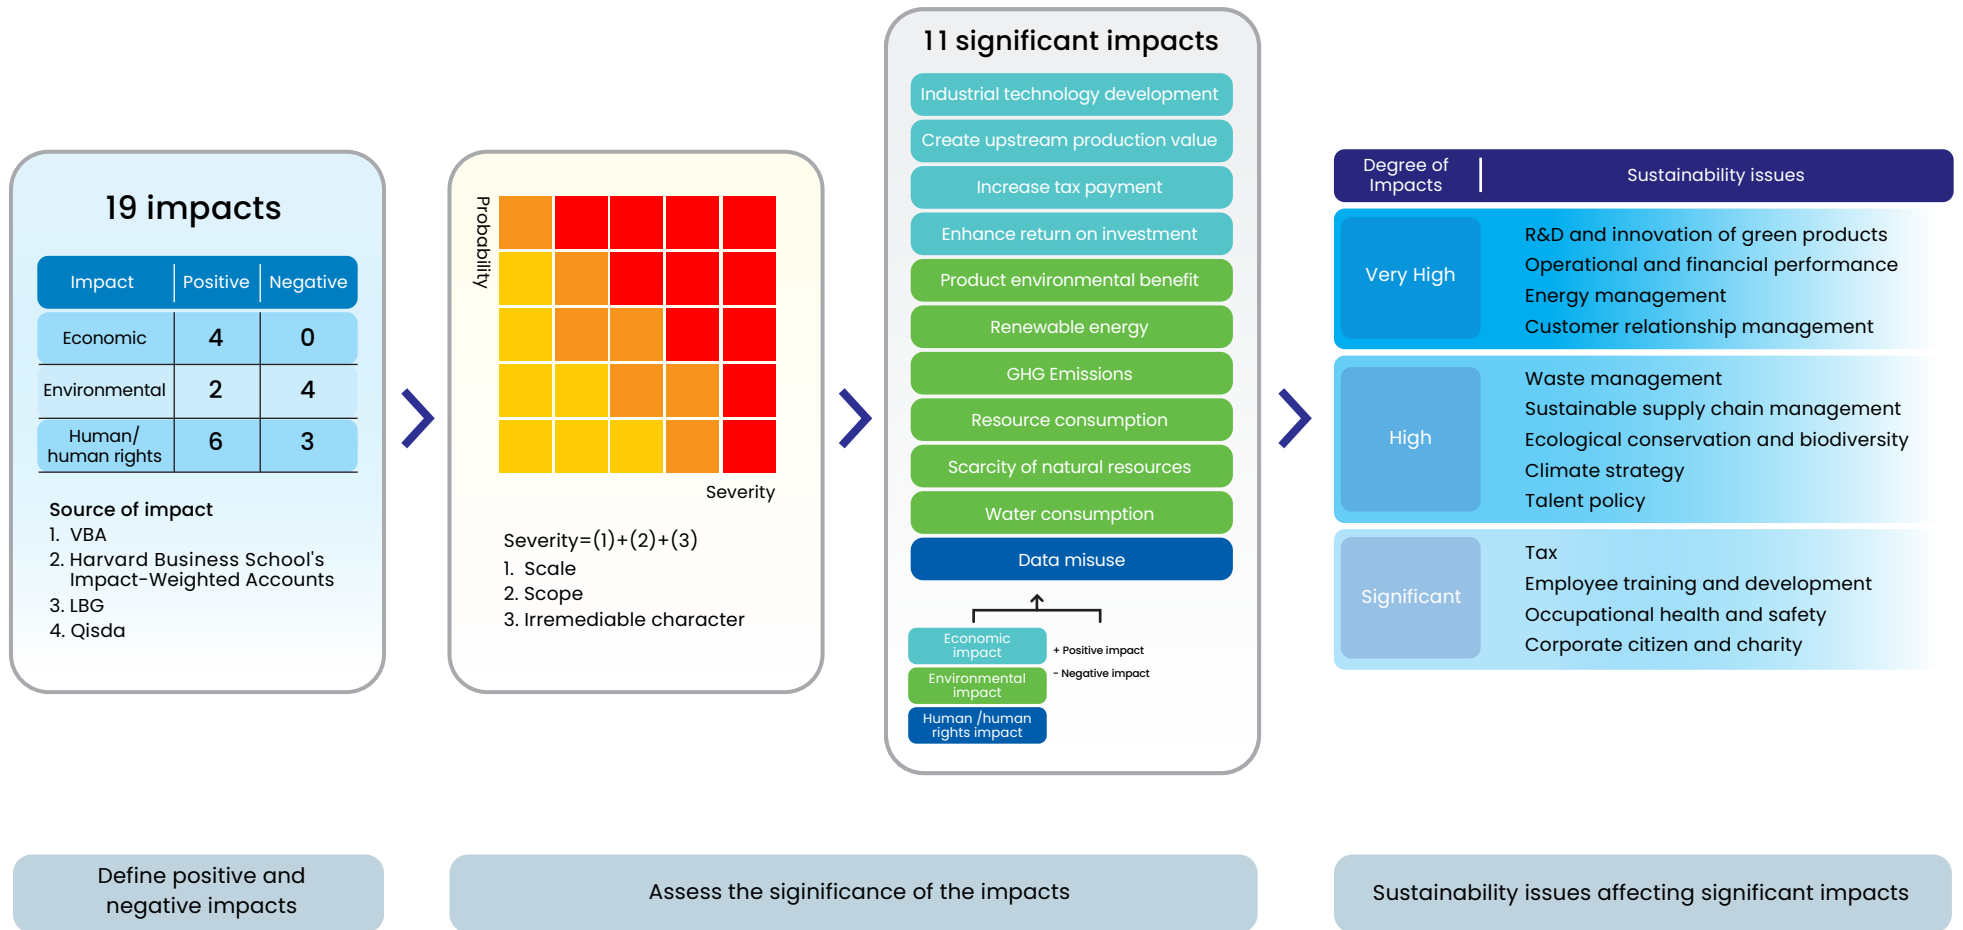 19 impacts
Impact Positive Negative
Economic 4 0
Environmental 2 4
Human/
human rights 6 3
Source of impact
1. VBA
2. Harvard Business School's
Impact-Weighted Accounts
3. LBG
4. Qisda
Probability
Severity
Severity=(1)+(2)+(3)
1. Scale
2. Scope
3. Irremediable character
11 significant impacts
Industrial technology development
Create upstream production value
Increase tax payment
Enhance return on investment
Product environmental benefit
Renewable energy
GHG Emissions
Resource consumption
Scarcity of natural resources
Water consumption
Data misuse
Economic
impact
Environmental
impact
Human /human
rights impact
+ Positive impact
- Negative impact
Degree of
Impacts
Sustainability issues
Very High
R&D and innovation of green products
Operational and financial performance
Energy management
Customer relationship management
High
Waste management
Sustainable supply chain management
Ecological conservation and biodiversity
Climate strategy
Talent policy
Significant
Tax
Employee training and development
Occupational health and safety
Corporate citizen and charity
Define positive and
negative impacts
Assess the siginificance of the impacts
Sustainability issues affecting significant impacts